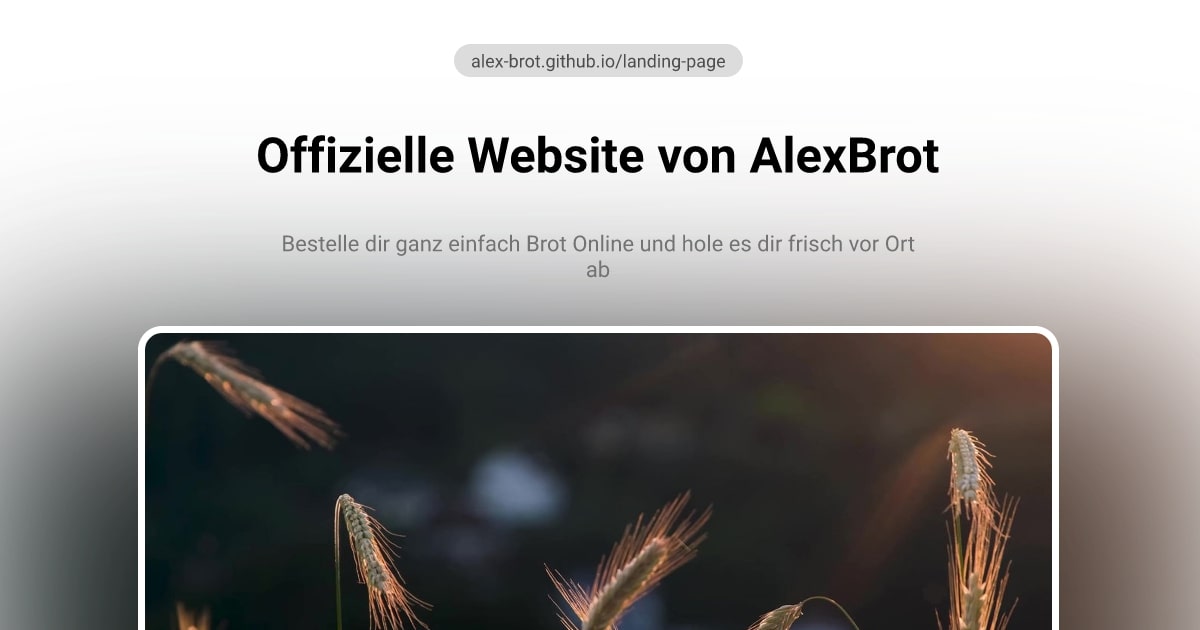 alex-brot.github.io/landing-page
Offizielle Website von AlexBrot
Bestelle dir ganz einfach Brot Online und hole es dir frisch vor Ort
ab